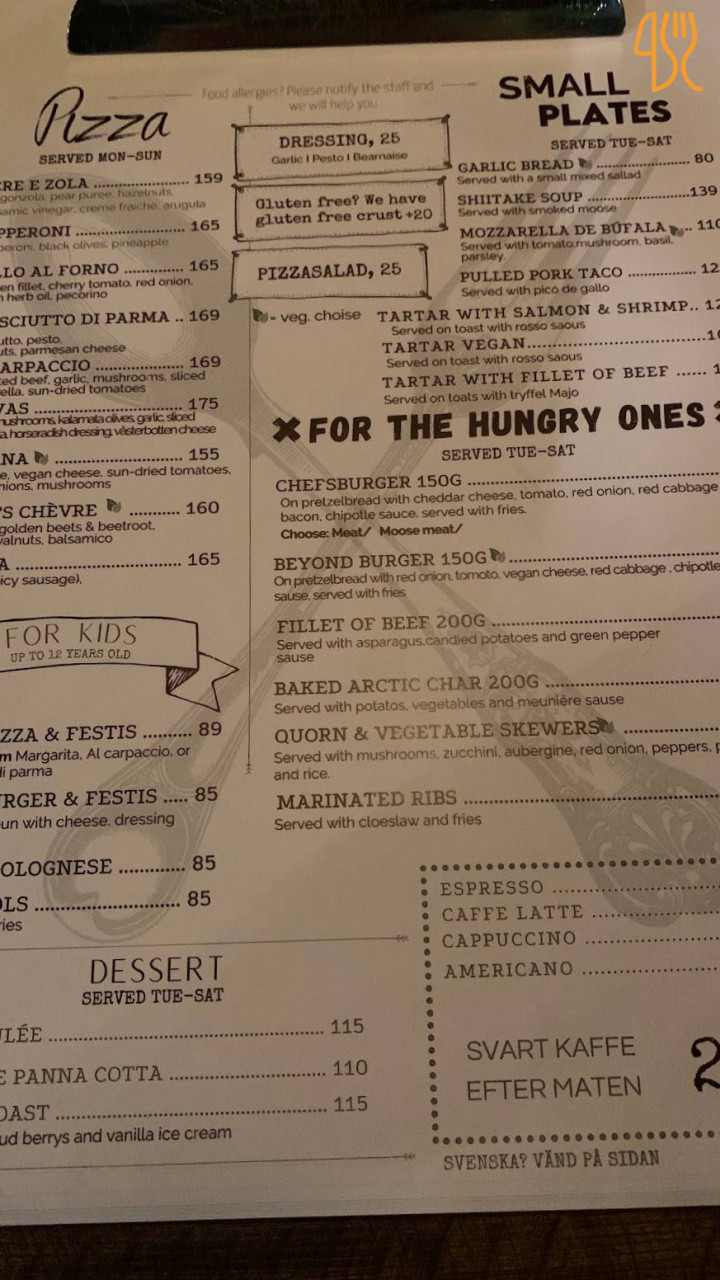 Pizza
SERVED MON-SUN
RE E ZOLA .................. 159
gonzola, pear puree, hazelnuts,
amic vinegar, creme fraiche, arugula
PPERONI .................. 165
peroni, black olives, pineapple
LO AL FORNO .............. 165
en fillet, cherry tomato, red onion,
n herb oil, pecorino
SCIUTTO DI PARMA .. 169
utto, pesto,
uts, parmesan cheese
ARPACCIO .................. 169
ed beef, garlic, mushrooms, sliced
ella, sun-dried tomatoes
VAS ........................... 175
mushrooms, kalamata olives, garlic, sliced
a horseradish dressing, västerbotten cheese
NA .................. 155
e, vegan cheese, sun-dried tomatoes,
nions, mushrooms
'S CHÈVRE ............. 160
golden beets & beetroot,
valnuts, balsamico
A .............................. 165
icy sausage),
FOR KIDS
UP TO 12 YEARS OLD
ZZA & FESTIS .......... 89
m Margarita, Al carpaccio, or
di parma
URGER & FESTIS ..... 85
un with cheese. dressing
OLOGNESE ............. 85
OLS ........................... 85
ries
DESSERT
SERVED TUE-SAT
LÉE ............................................. 115
E PANNA COTTA ......................... 110
OAST ........................................... 115
ud berrys and vanilla ice cream
Food allergies? Please notify the staff and
we will help you
DRESSING, 25
Garlic | Pesto | Bearnaise
Gluten free? We have
gluten free crust +20
PIZZASALAD, 25
= veg. choise
SMALL
PLATES
SERVED TUE-SAT
GARLIC BREAD .................... 80
Served with a small mixed sallad
SHIITAKE SOUP ......................139
Served with smoked moose
MOZZARELLA DE BÚFALA .. 110
Served with tomato,mushroom, basil,
parsley.
PULLED PORK TACO ................ 12
Served with pico de gallo
TARTAR WITH SALMON & SHRIMP.. 12
Served on toast with rosso saous
TARTAR VEGAN..............................
Served on toast with rosso saous
TARTAR WITH FILLET OF BEEF ...... 1
Served on toats with tryffel Majo
FOR THE HUNGRY ONES
SERVED TUE-SAT
CHEFSBURGER 150G ..............................
On pretzelbread with cheddar cheese, tomato, red onion, red cabbage
bacon, chipotle sauce. served with fries.
Choose: Meat/ Moose meat/
BEYOND BURGER 150G ..........................
On pretzelbread with red onion, tomoto, vegan cheese, red cabbage , chipotle
sause, served with fries
FILLET OF BEEF 200G ............................
Served with asparagus,candied potatoes and green pepper
sause
BAKED ARCTIC CHAR 200G ....................
Served with potatos, vegetables and meunière sause
QUORN & VEGETABLE SKEWERS ............
Served with mushrooms, zucchini, aubergine, red onion, peppers, p
and rice.
MARINATED RIBS .................................
Served with cloeslaw and fries
ESPRESSO ....................
CAFFE LATTE ................
CAPPUCCINO .................
AMERICANO .................
SVART KAFFE
EFTER MATEN
2
SVENSKA? VÄND PÅ SIDAN